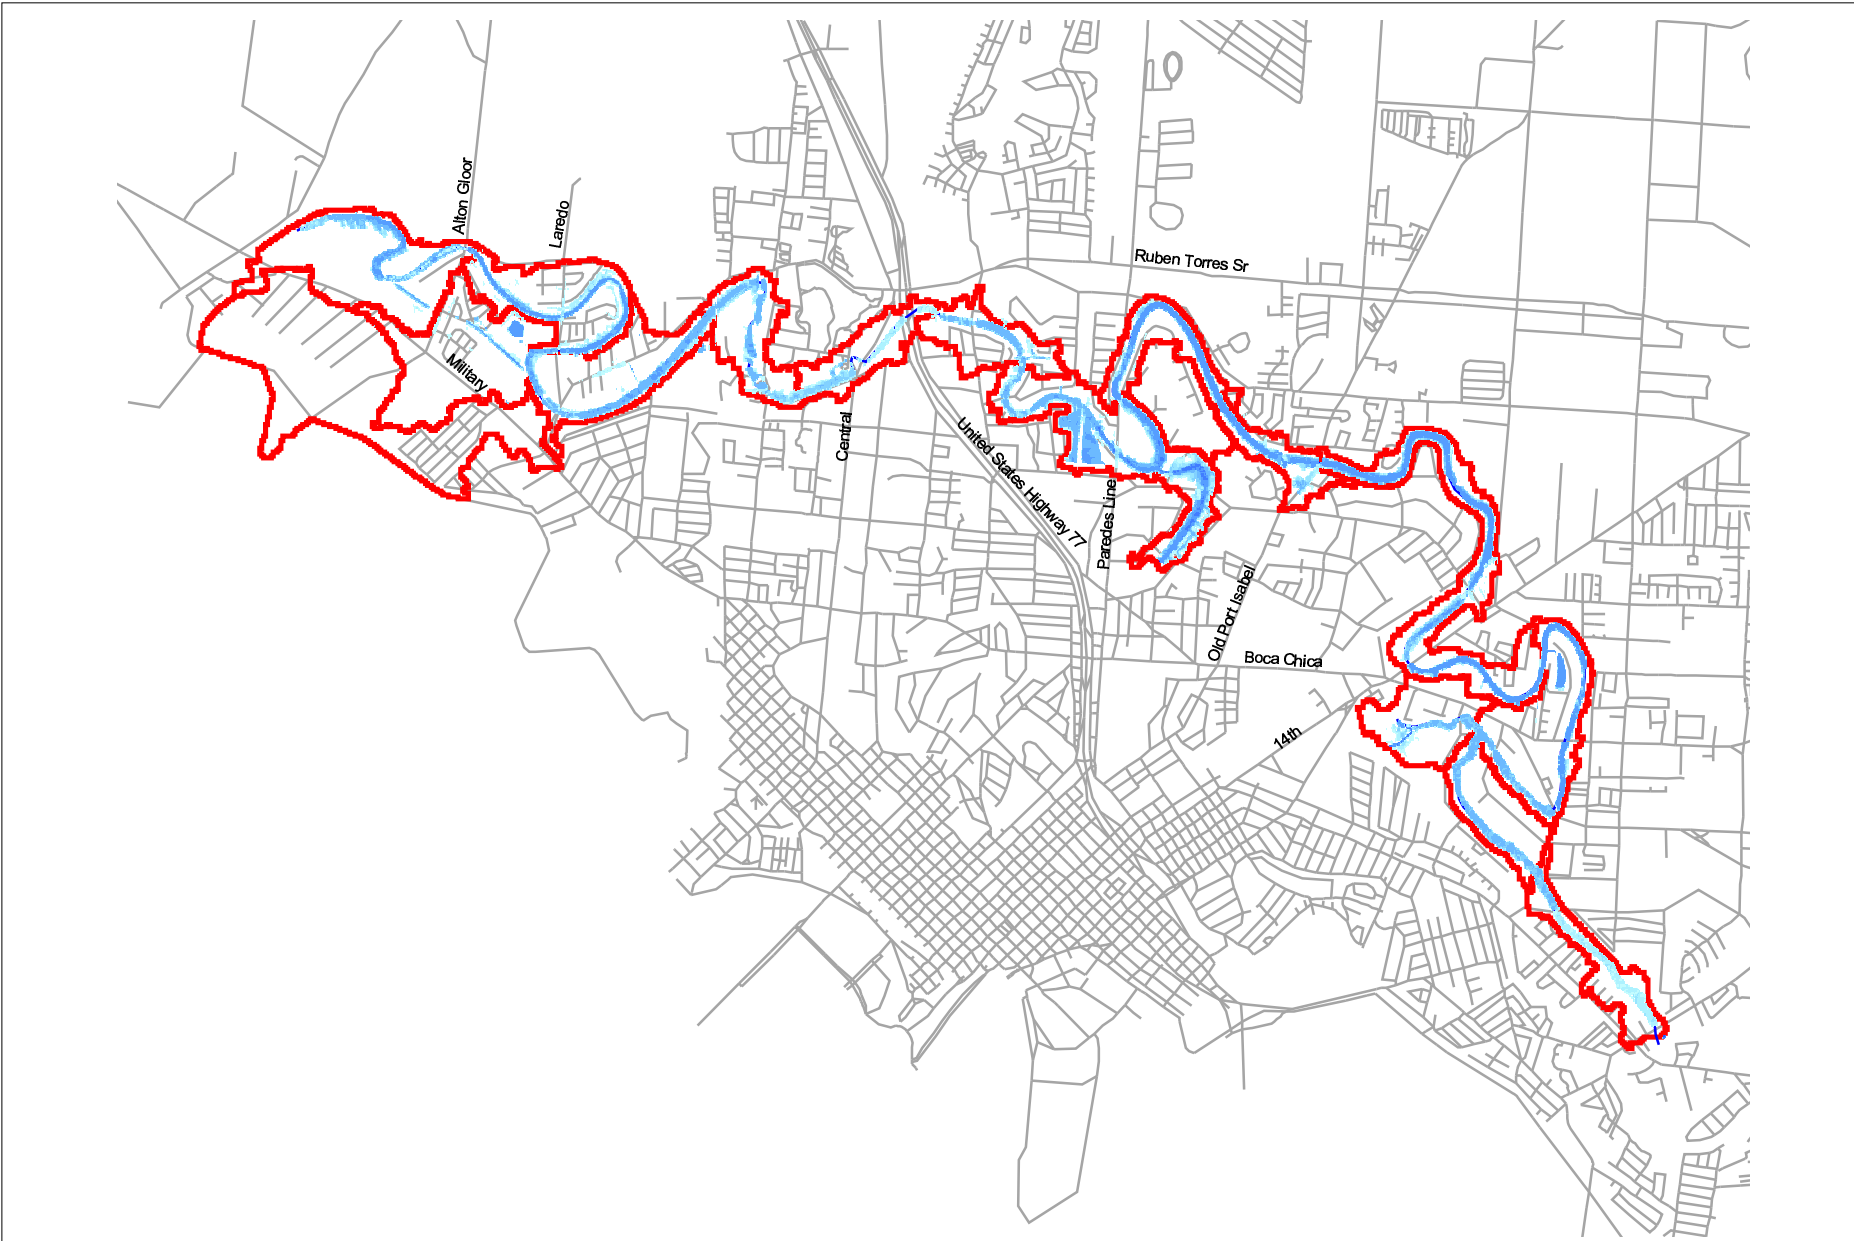 Alton Gloor
Laredo
Ruben Torres Sr
Military
Central
United States Highway 77
Paredes Line
Old Port Isabel
Boca Chica
14th